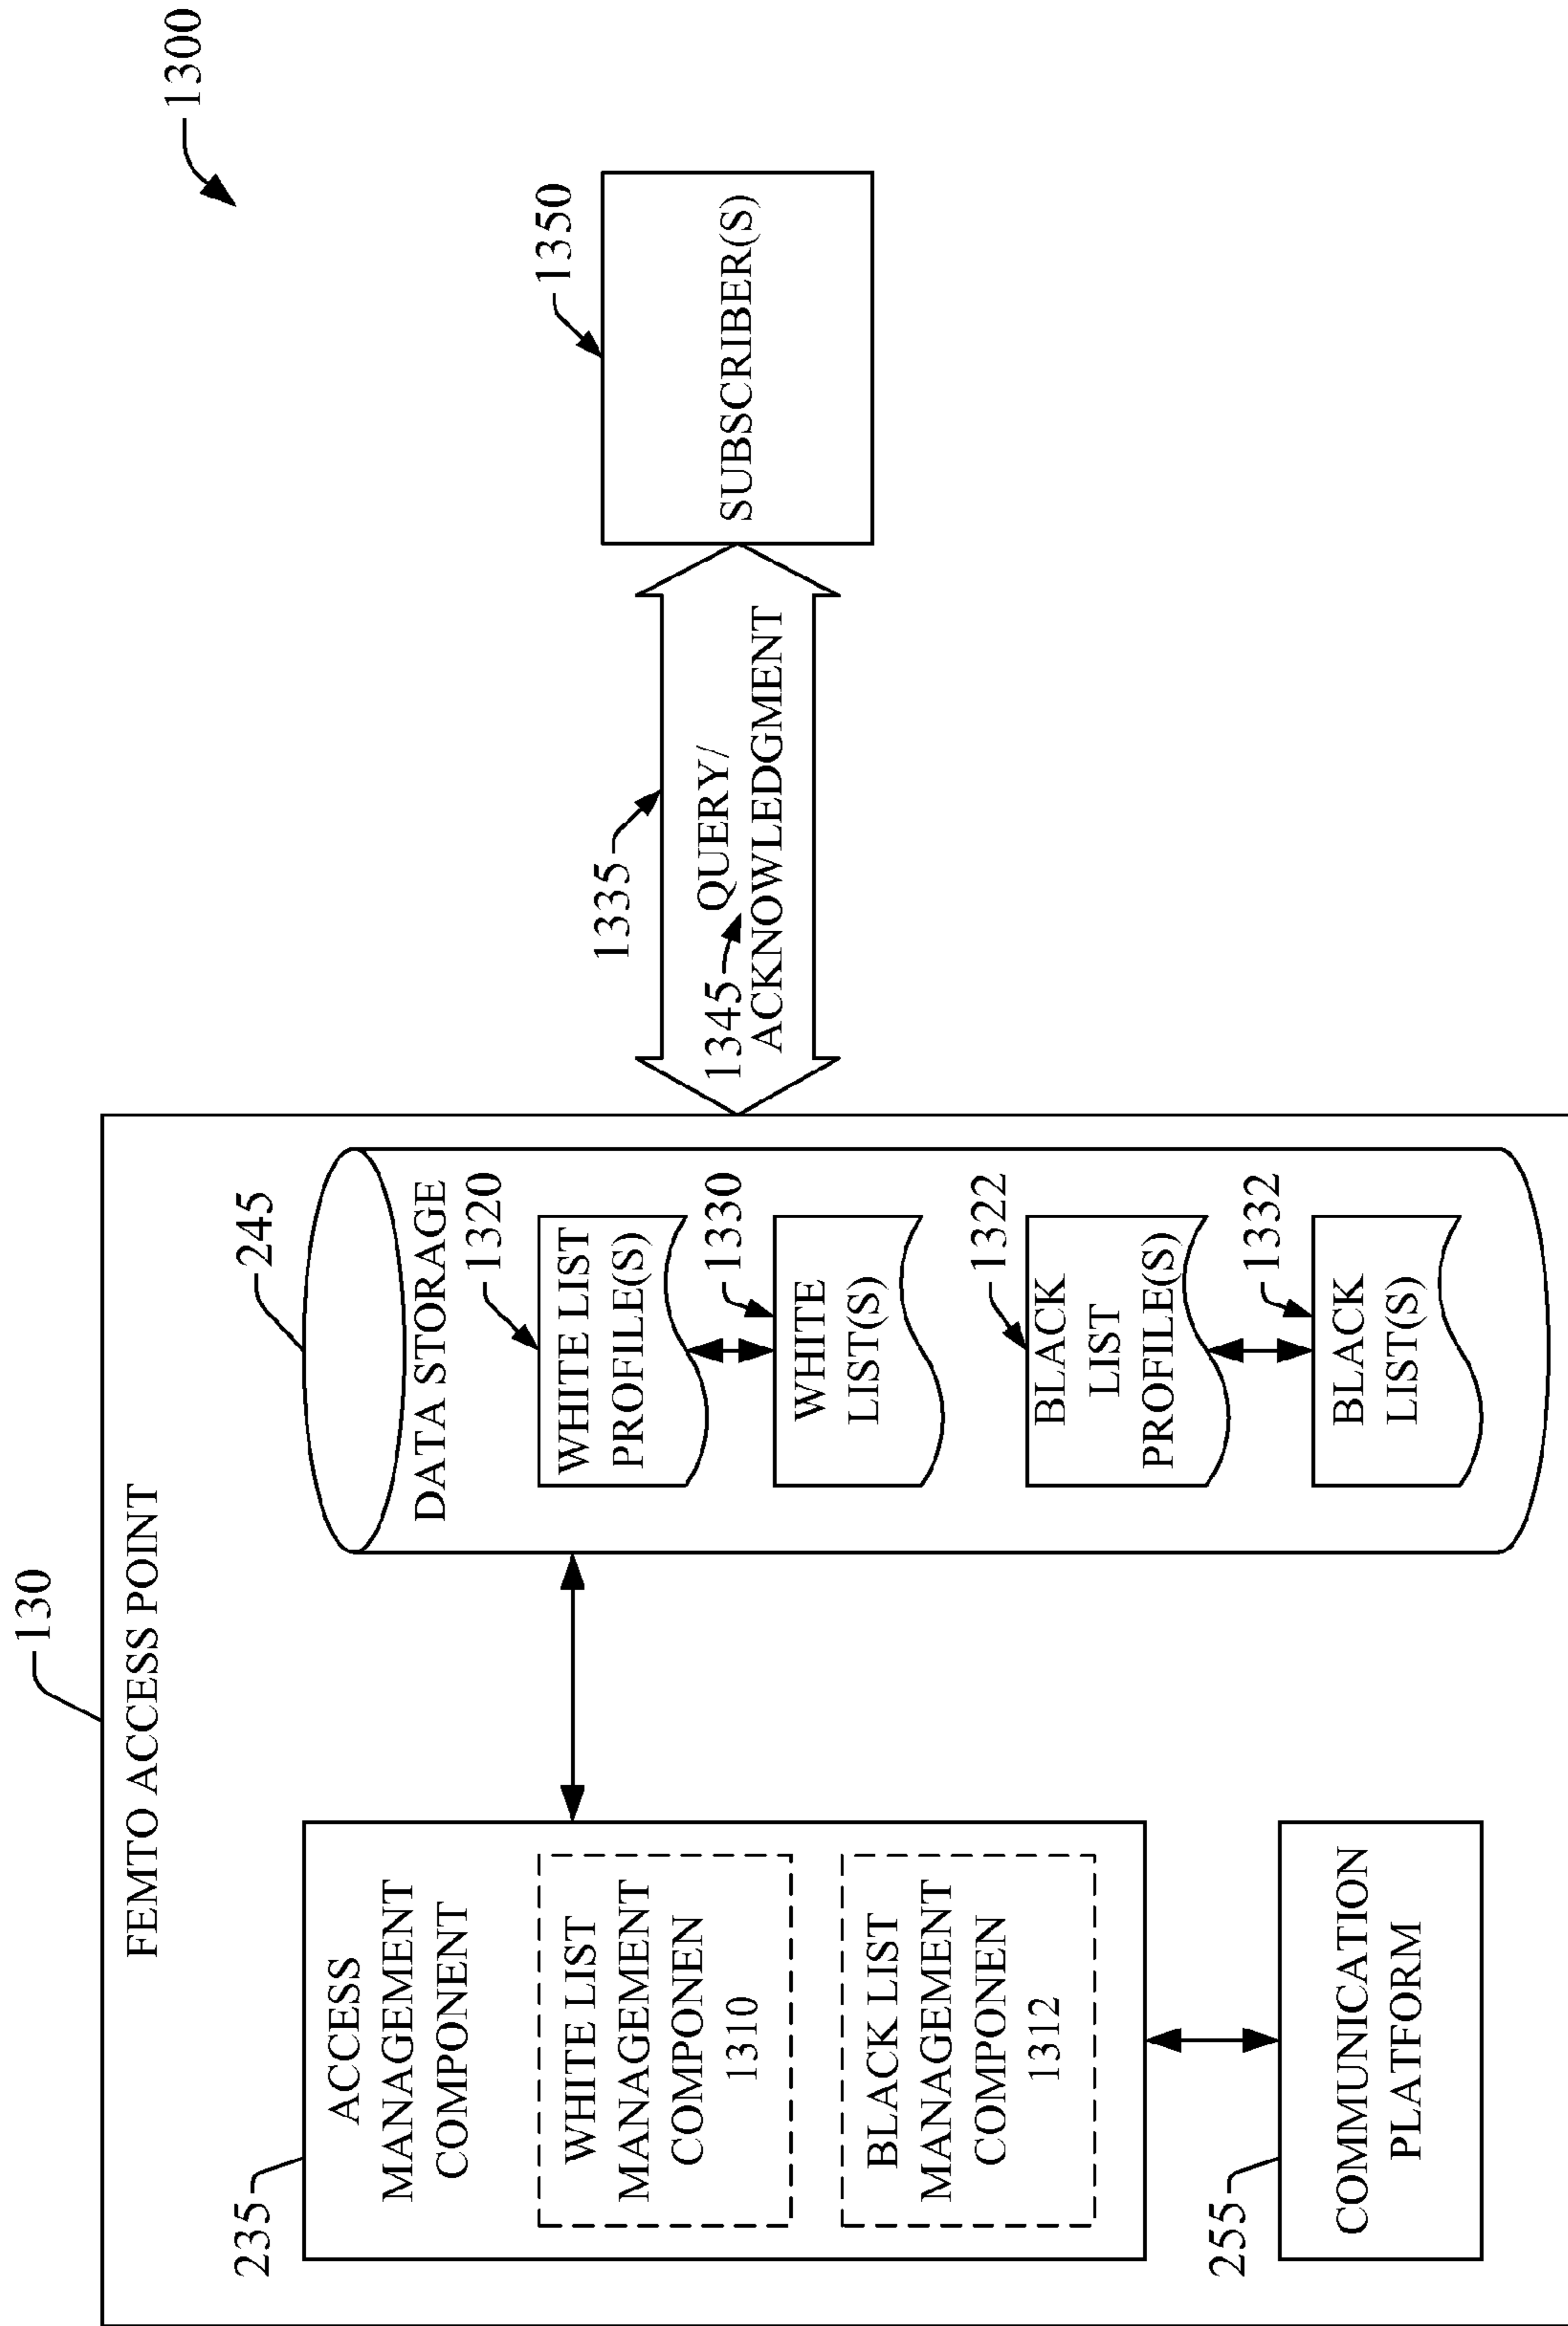 1300
130
FEMTO ACCESS POINT
235
ACCESS
MANAGEMENT
COMPONENT
WHITE LIST
MANAGEMENT
COMPONEN
1310
BLACK LIST
MANAGEMENT
COMPONEN
1312
255
COMMUNICATION
PLATFORM
245
DATA STORAGE
1320
WHITE LIST
PROFILE(S)
1330
WHITE
LIST(S)
1322
BLACK
LIST
PROFILE(S)
1332
BLACK
LIST(S)
1335
1345 QUERY/
ACKNOWLEDGMENT
1350
SUBSCRIBER(S)